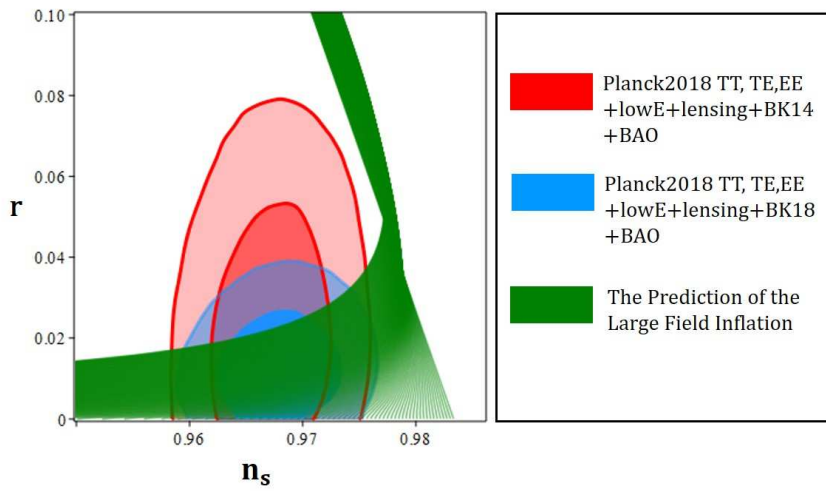 0.10
0.08
0.06
0.04
0.02
0
r
0.96
0.97
0.98
n_s
Planck2018 TT, TE,EE
+lowE+lensing+BK14
+BAO
Planck2018 TT, TE,EE
+lowE+lensing+BK18
+BAO
The Prediction of the
Large Field Inflation